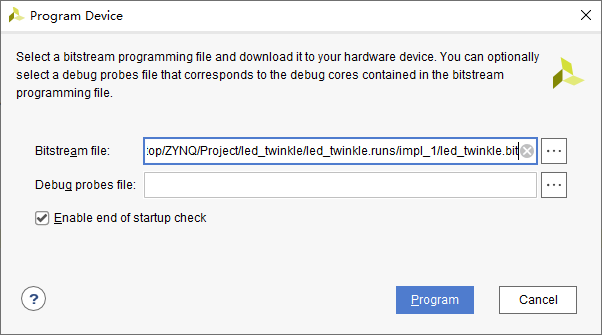 Program Device
Select a bitstream programming file and download it to your hardware device. You can optionally
select a debug probes file that corresponds to the debug cores contained in the bitstream
programming file.
Bitstream file: :op/ZYNQ/Project/led_twinkle/led_twinkle.runs/impl_1/led_twinkle.bit ...
Debug probes file: ...
Enable end of startup check
? Program Cancel